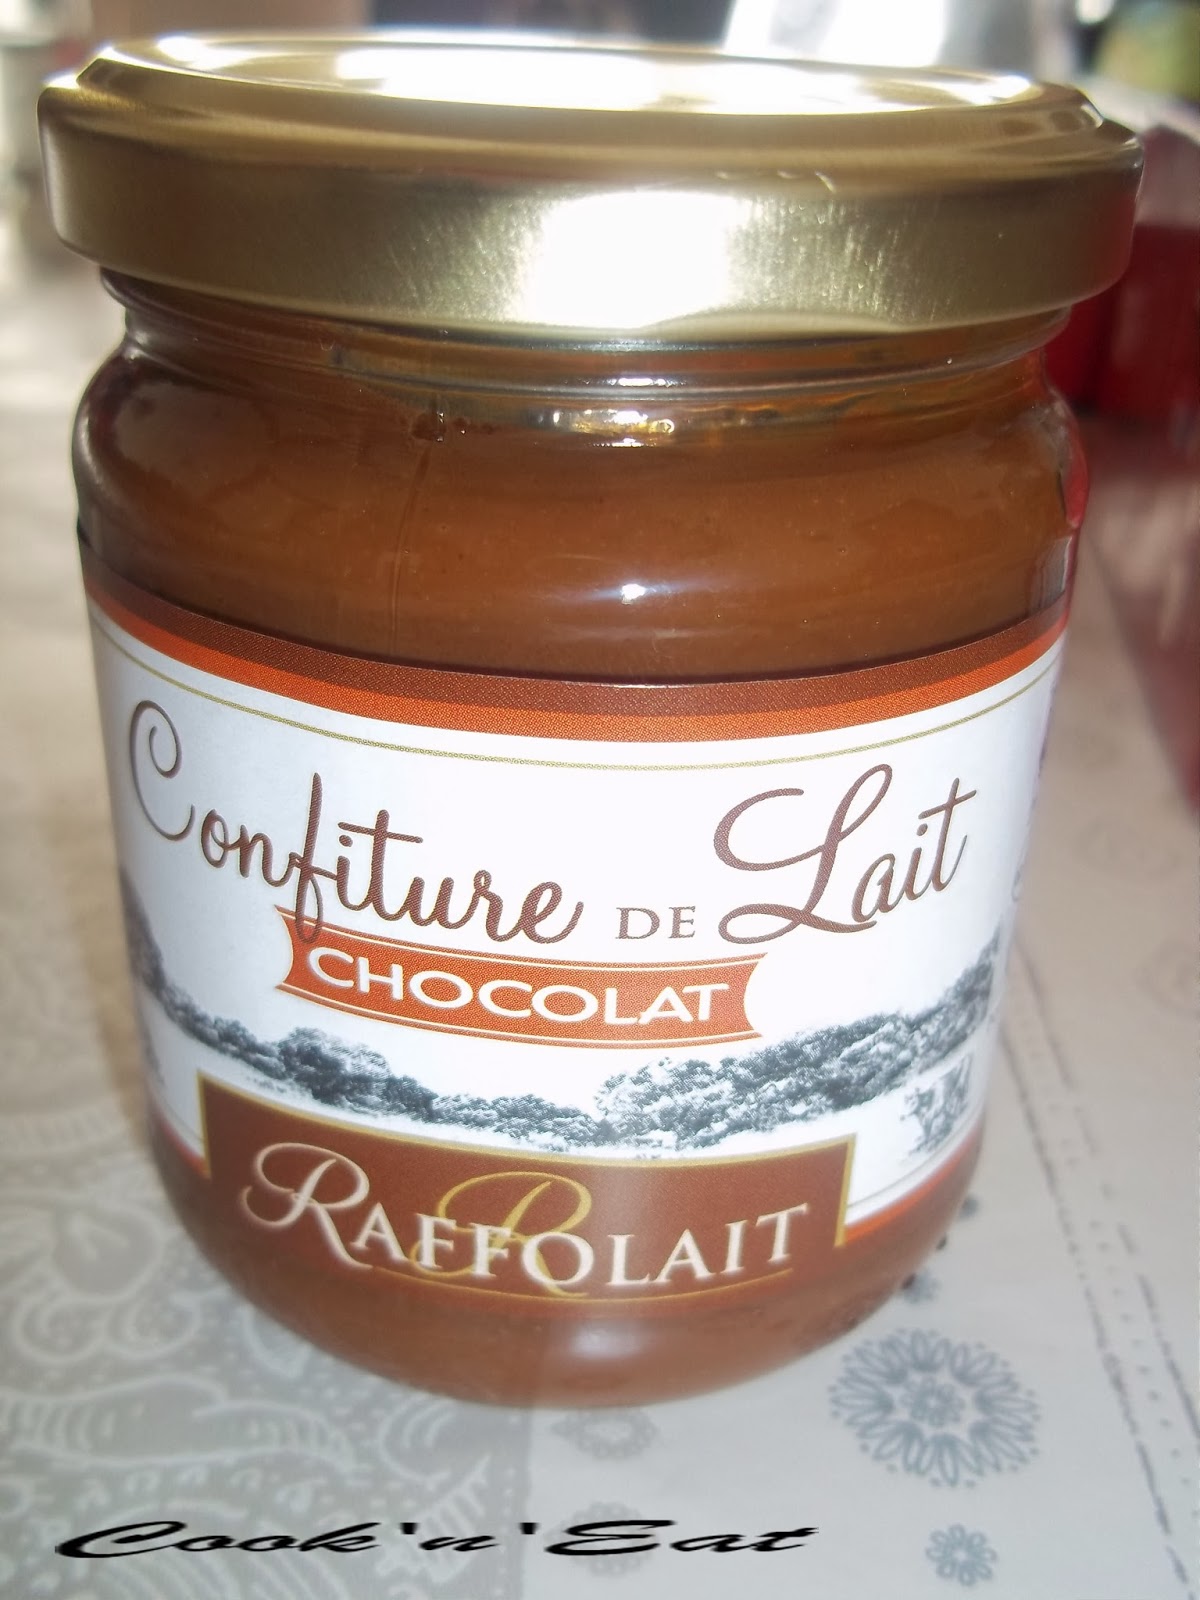 Confiture DE Lait
CHOCOLAT
RAFFOLAIT
Cook'n'Eat